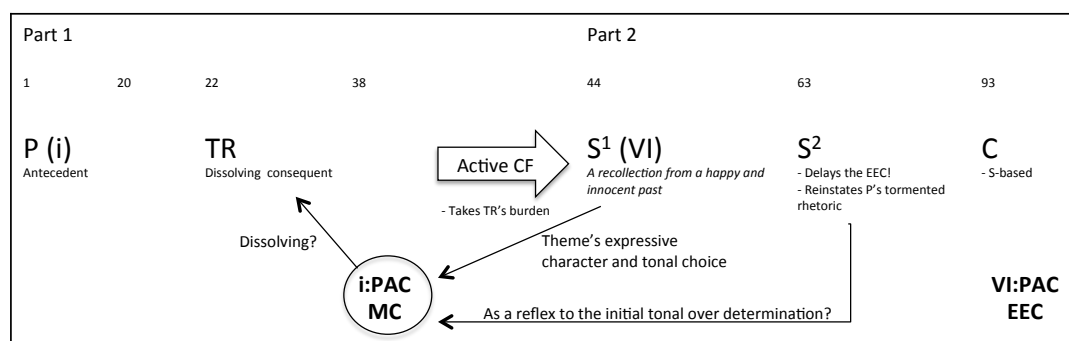 Part 1 Part 2
1 20 22 38 44 63 93
P (i) TR Active CF S¹ (VI) S² C
Antecedent Dissolving consequent A recollection from a happy and - Delays the EEC! - S-based
innocent past - Reinstates P's tormented
- Takes TR's burden rhetoric
Dissolving? Theme's expressive
character and tonal choice
i:PAC VI:PAC
MC EEC
As a reflex to the initial tonal over determination?